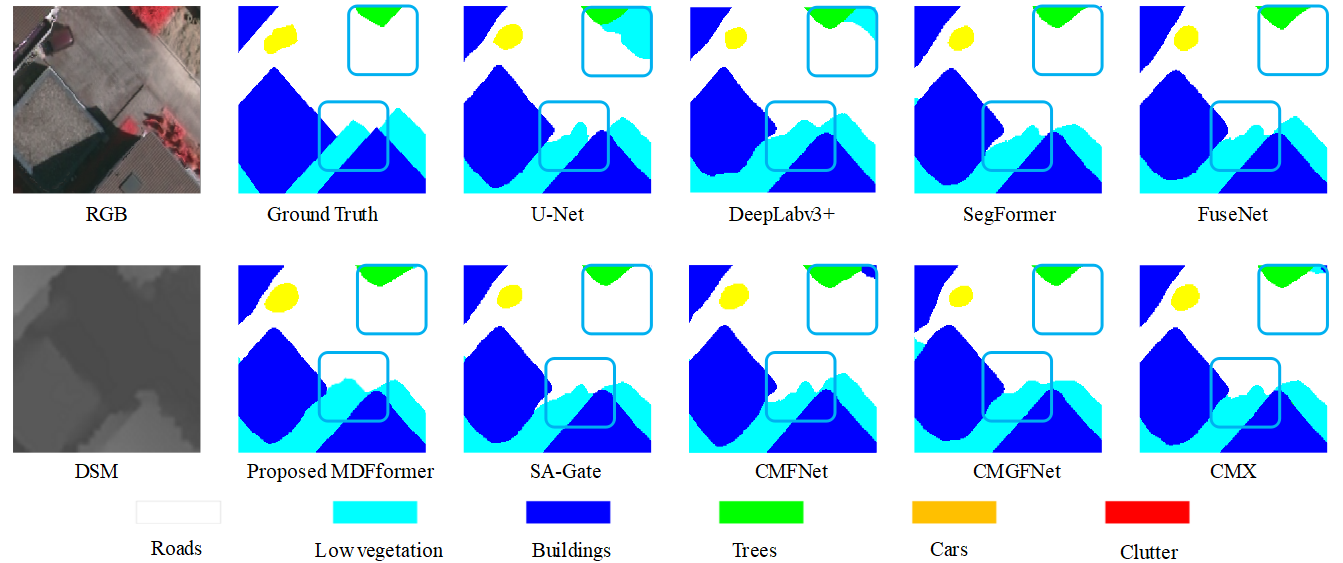 RGB
Ground Truth
U-Net
DeepLabv3+
SegFormer
FuseNet
DSM
Proposed MDFformer
SA-Gate
CMFNet
CMGFNet
CMX
Roads
Low vegetation
Buildings
Trees
Cars
Clutter